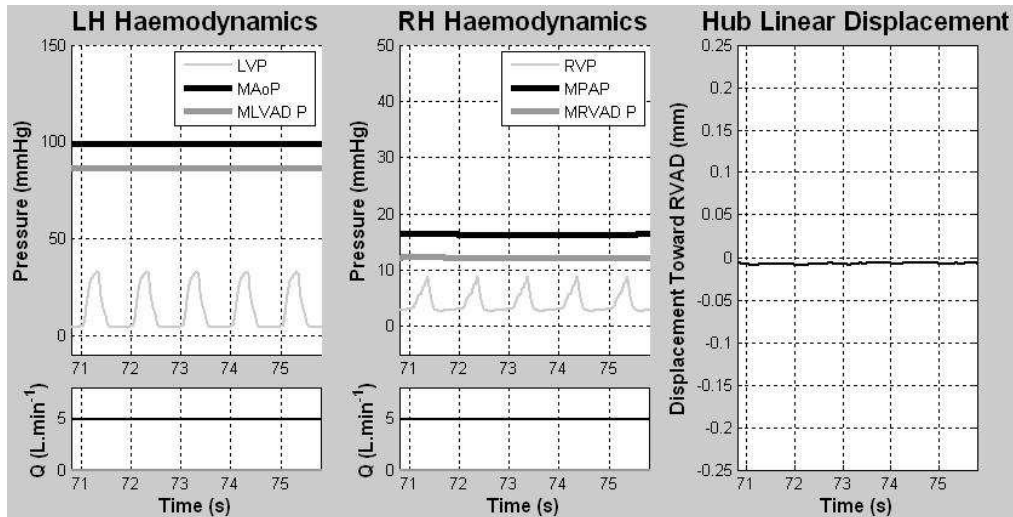 LH Haemodynamics
150
100
50
0
Pressure (mmHg)
LVP
MAoP
MLVAD P
71 72 73 74 75
5
0
Q (L.min⁻¹)
71 72 73 74 75
Time (s)
RH Haemodynamics
50
40
30
20
10
0
Pressure (mmHg)
RVP
MPAP
MRVAD P
71 72 73 74 75
5
0
Q (L.min⁻¹)
71 72 73 74 75
Time (s)
Hub Linear Displacement
0.25
0.2
0.15
0.1
0.05
0
-0.05
-0.1
-0.15
-0.2
-0.25
Displacement Toward RVAD (mm)
71 72 73 74 75
Time (s)